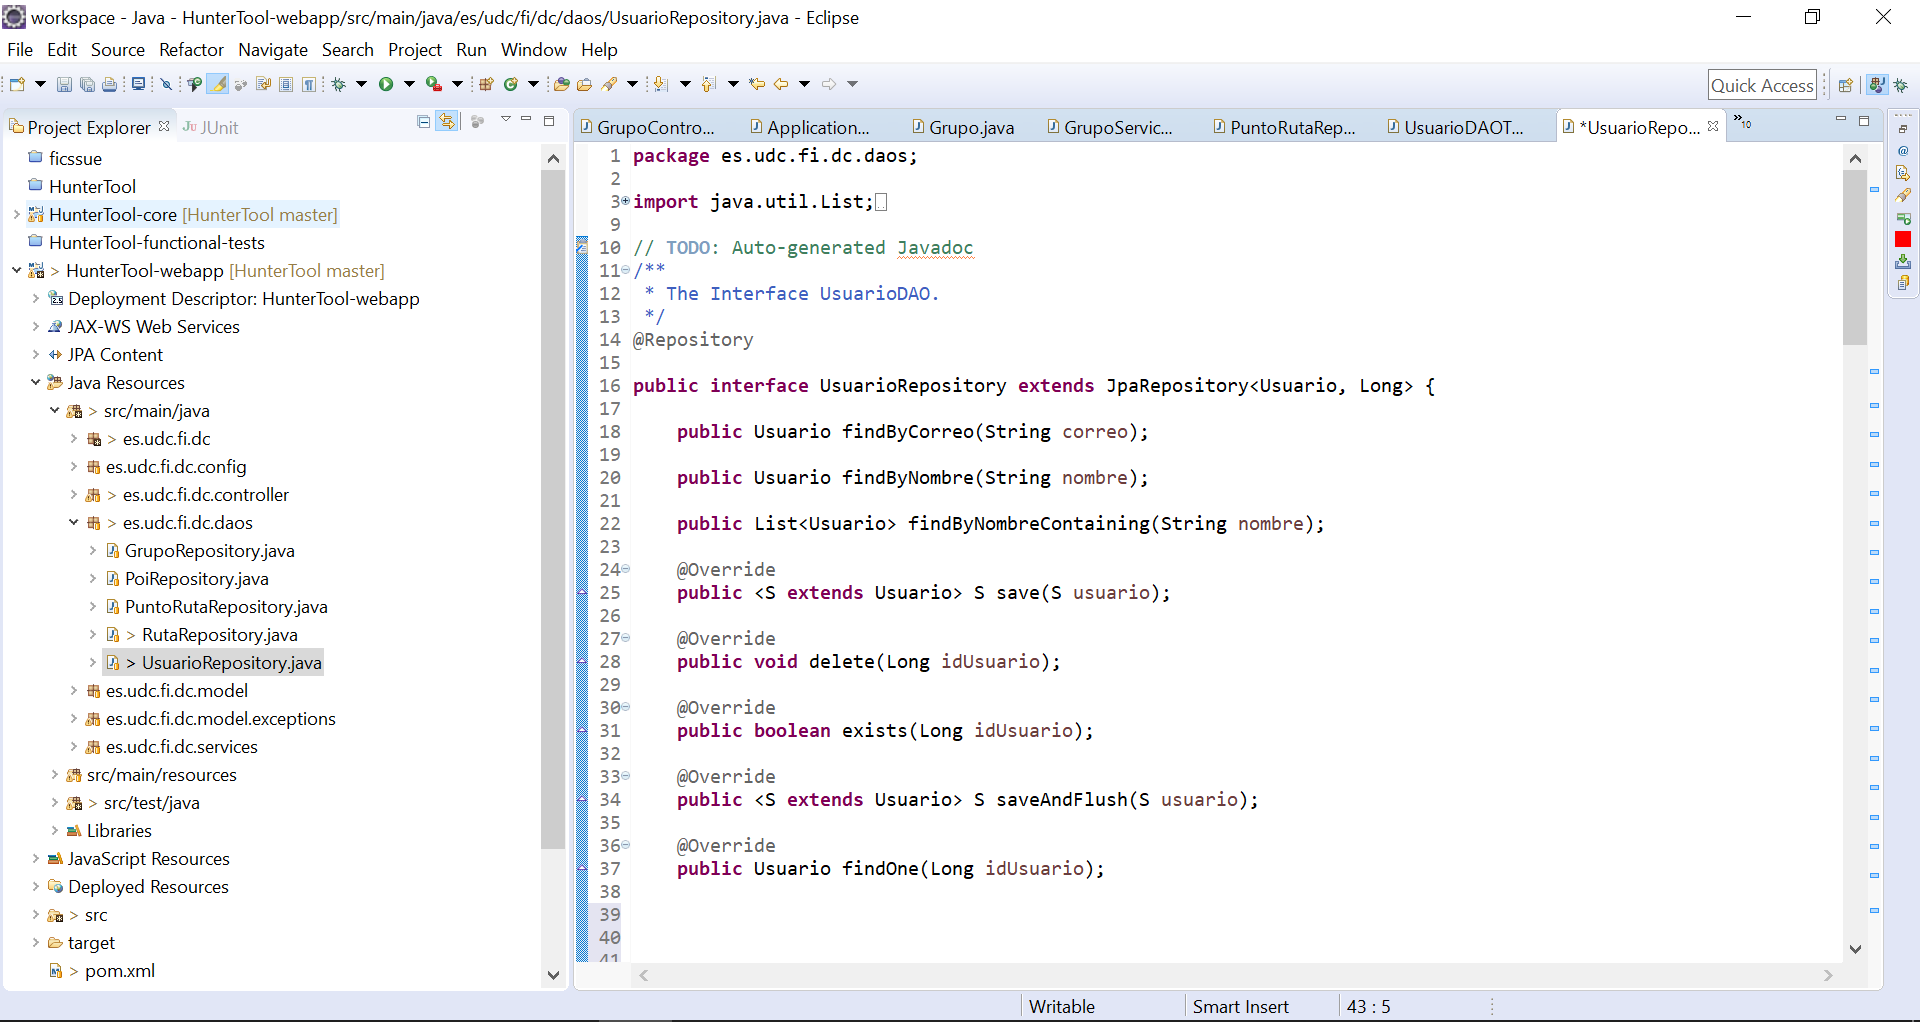 workspace - Java - HunterTool-webapp/src/main/java/es/udc/fi/dc/daos/UsuarioRepository.java - Eclipse
File Edit Source Refactor Navigate Search Project Run Window Help
Quick Access
Project Explorer JUnit
ficssue
HunterTool
HunterTool-core [HunterTool master]
HunterTool-functional-tests
> HunterTool-webapp [HunterTool master]
Deployment Descriptor: HunterTool-webapp
JAX-WS Web Services
JPA Content
Java Resources
> src/main/java
> es.udc.fi.dc
es.udc.fi.dc.config
> es.udc.fi.dc.controller
> es.udc.fi.dc.daos
GrupoRepository.java
PoiRepository.java
PuntoRutaRepository.java
> RutaRepository.java
> UsuarioRepository.java
es.udc.fi.dc.model
es.udc.fi.dc.model.exceptions
es.udc.fi.dc.services
src/main/resources
> src/test/java
Libraries
JavaScript Resources
Deployed Resources
> src
target
> pom.xml
GrupoContro... Application... Grupo.java GrupoServic... PuntoRutaRep... UsuarioDAOT... *UsuarioRepo... »10
1 package es.udc.fi.dc.daos;
2
3 import java.util.List;
9
10 // TODO: Auto-generated Javadoc
11 /**
12 * The Interface UsuarioDAO.
13 */
14 @Repository
15
16 public interface UsuarioRepository extends JpaRepository<Usuario, Long> {
17
18 public Usuario findByCorreo(String correo);
19
20 public Usuario findByNombre(String nombre);
21
22 public List<Usuario> findByNombreContaining(String nombre);
23
24 @Override
25 public <S extends Usuario> S save(S usuario);
26
27 @Override
28 public void delete(Long idUsuario);
29
30 @Override
31 public boolean exists(Long idUsuario);
32
33 @Override
34 public <S extends Usuario> S saveAndFlush(S usuario);
35
36 @Override
37 public Usuario findOne(Long idUsuario);
38
39
40
41
Writable Smart Insert 43 : 5